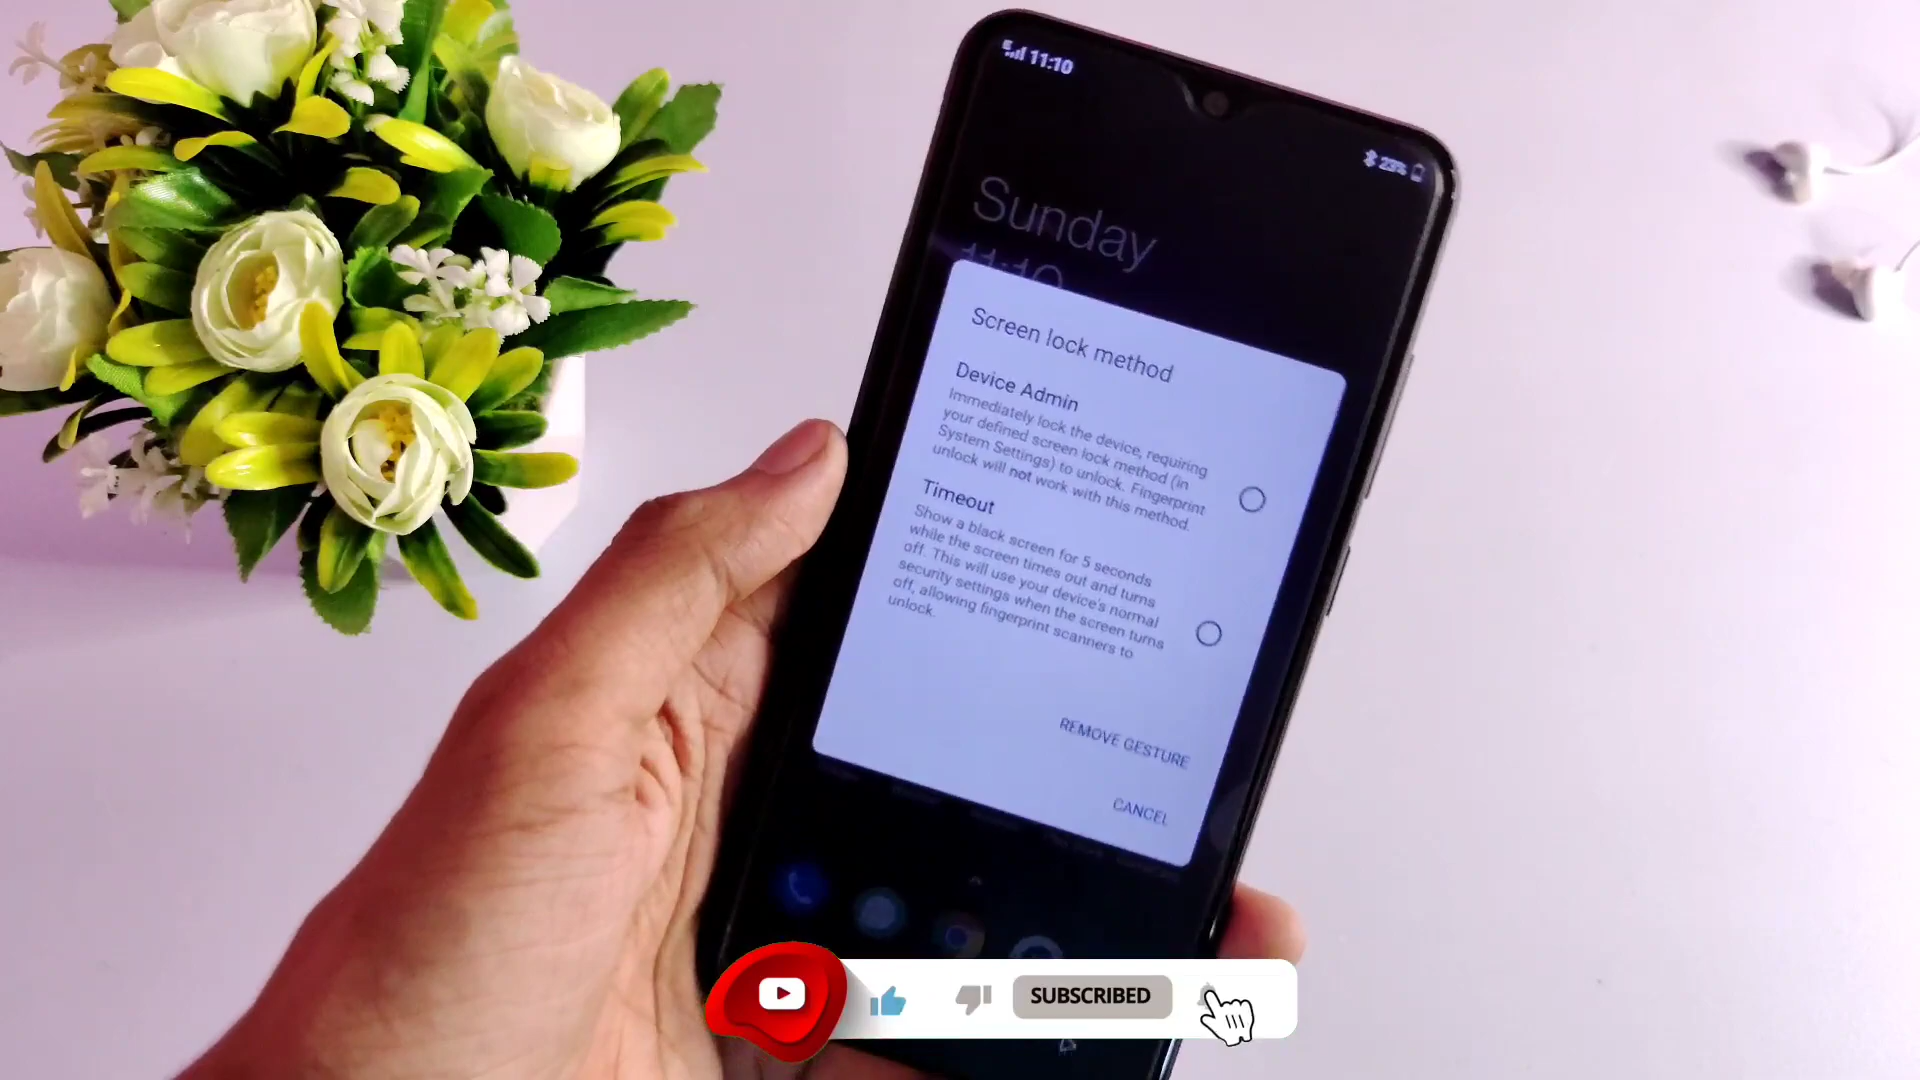 11:10
23%
Sunday
11:10
Screen lock method
Device Admin
Immediately lock the device, requiring
your defined screen lock method (in
System Settings) to unlock. Fingerprint
unlock will not work with this method.
Timeout
Show a black screen for 5 seconds
while the screen times out and turns
off. This will use your device's normal
security settings when the screen turns
off, allowing fingerprint scanners to
unlock.
REMOVE GESTURE
CANCEL
SUBSCRIBED